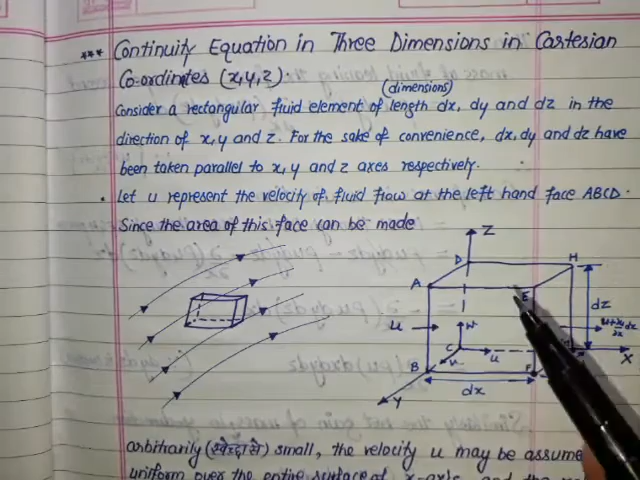 *** Continuity Equation in Three Dimensions in Cartesian
Co-ordinates (x,y,z).
(dimensions)
Consider a rectangular fluid element of length dx, dy and dz in the
direction of x, y and z. For the sake of convenience, dx, dy and dz have
been taken parallel to x, y and z axes respectively.
• Let u represent the velocity of fluid flow at the left hand face ABCD.
Since the area of this face can be made
Z
D
H
A
E
dz
u
w
C
u
v
B
F
X
dx
Y
arbitrarily small, the velocity u may be assume
uniform over the entire surface of x-axis and the